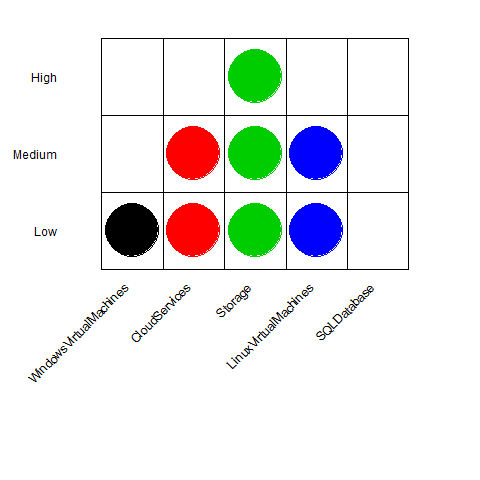 High
Medium
Low
WindowsVirtualMachines
CloudServices
Storage
LinuxVirtualMachines
SQLDatabase